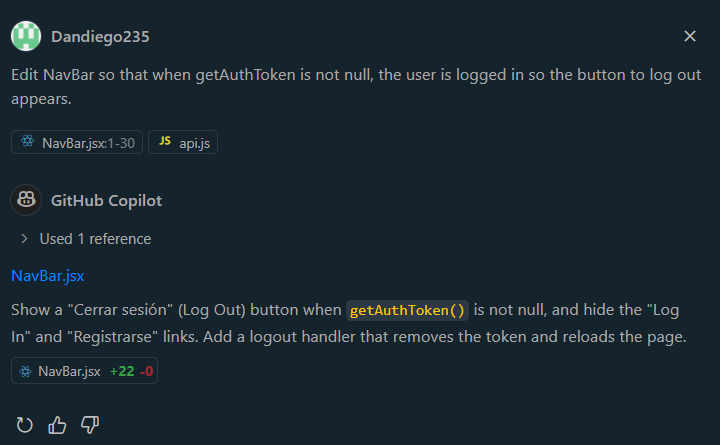 Dandiego235
Edit NavBar so that when getAuthToken is not null, the user is logged in so the button to log out
appears.
NavBar.jsx:1-30 JS api.js
GitHub Copilot
Used 1 reference
NavBar.jsx
Show a "Cerrar sesión" (Log Out) button when getAuthToken() is not null, and hide the "Log
In" and "Registrarse" links. Add a logout handler that removes the token and reloads the page.
NavBar.jsx +22 -0